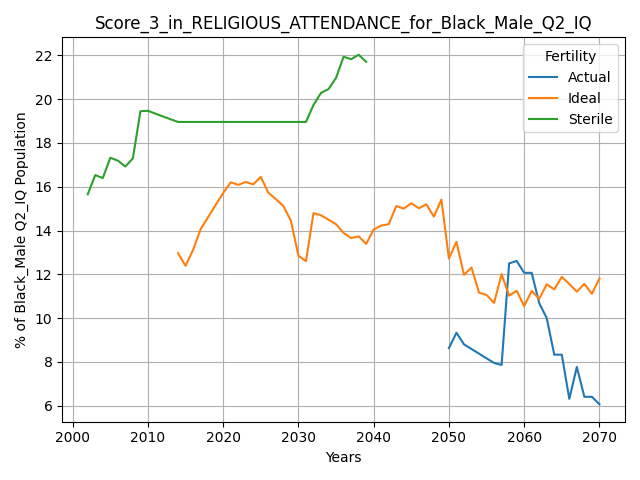 Score_3_in_RELIGIOUS_ATTENDANCE_for_Black_Male_Q2_IQ
Fertility
Actual
Ideal
Sterile
% of Black_Male Q2_IQ Population
22
20
18
16
14
12
10
8
6
2000 2010 2020 2030 2040 2050 2060 2070
Years